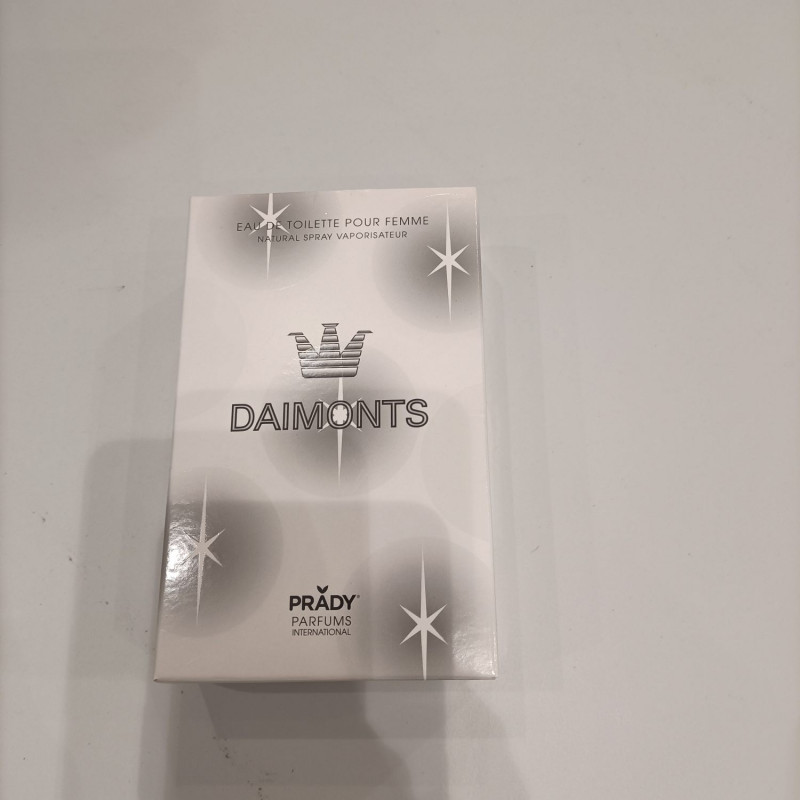 EAU DE TOILETTE POUR FEMME
NATURAL SPRAY VAPORISATEUR
DAIMONTS
PRADY®
PARFUMS
INTERNATIONAL